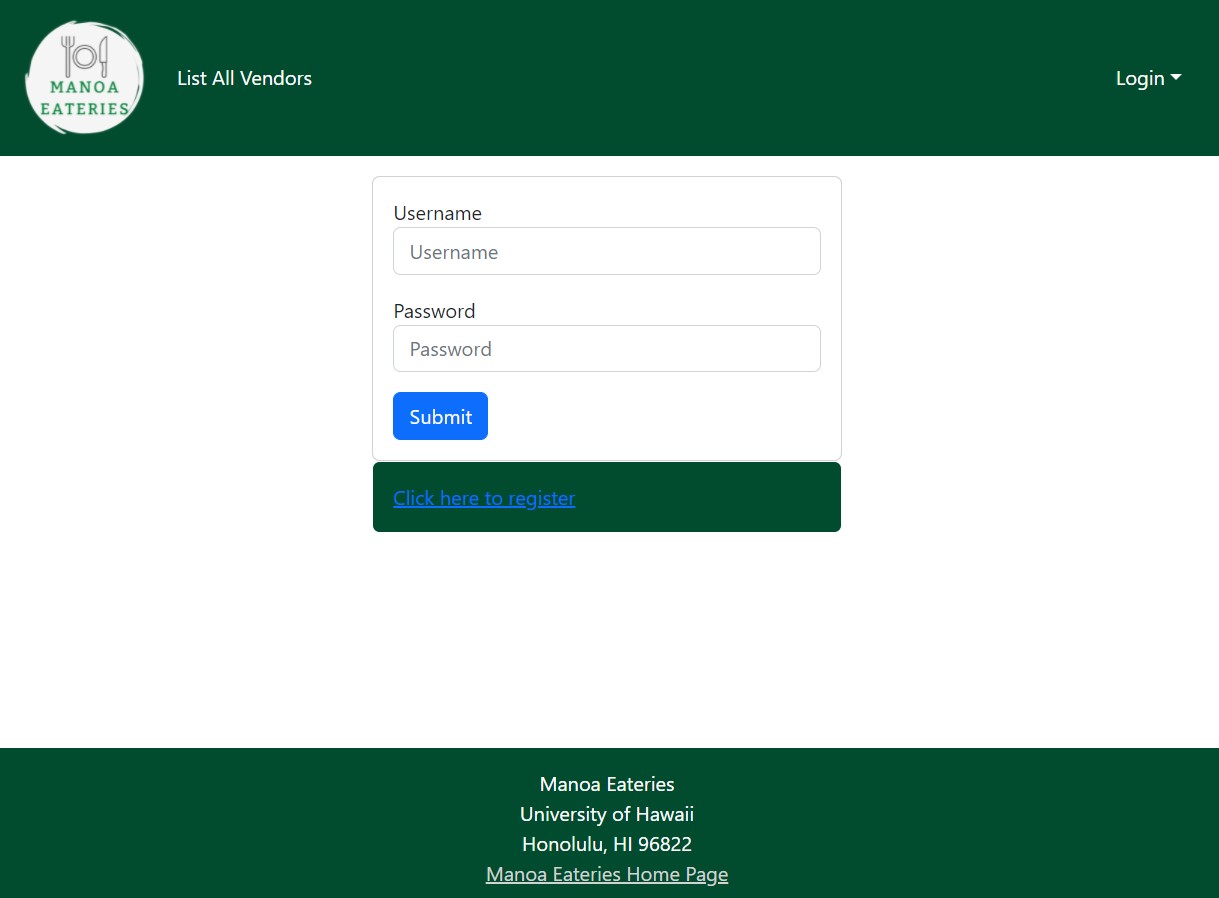 MANOA
EATERIES
List All Vendors
Login
Username
Username
Password
Password
Submit
Click here to register
Manoa Eateries
University of Hawaii
Honolulu, HI 96822
Manoa Eateries Home Page